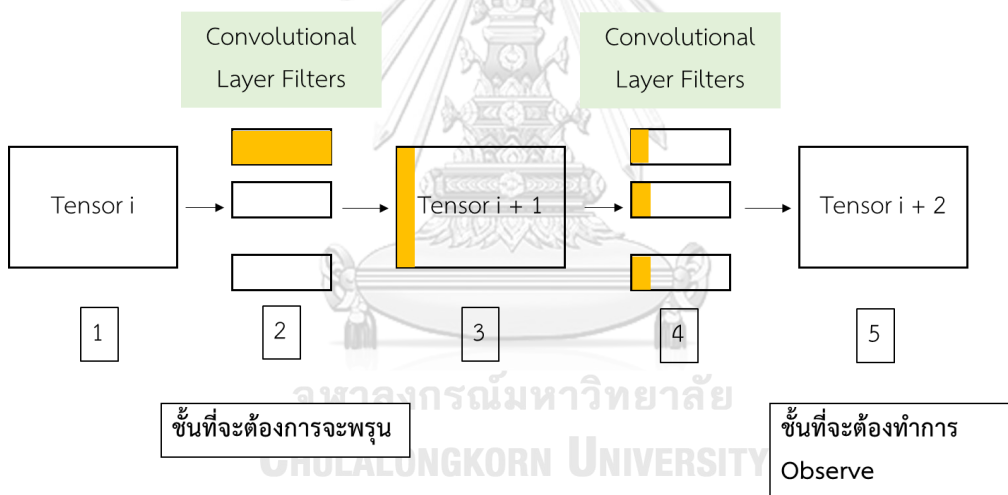 Convolutional
Layer Filters
Convolutional
Layer Filters
Tensor i
Tensor i + 1
Tensor i + 2
1
2
3
4
5
จุฬาลงกรณ์มหาวิทยาลัย
CHULALONGKORN UNIVERSITY
ชั้นที่จะต้องการจะพรุน
ชั้นที่จะต้องทำการ
Observe